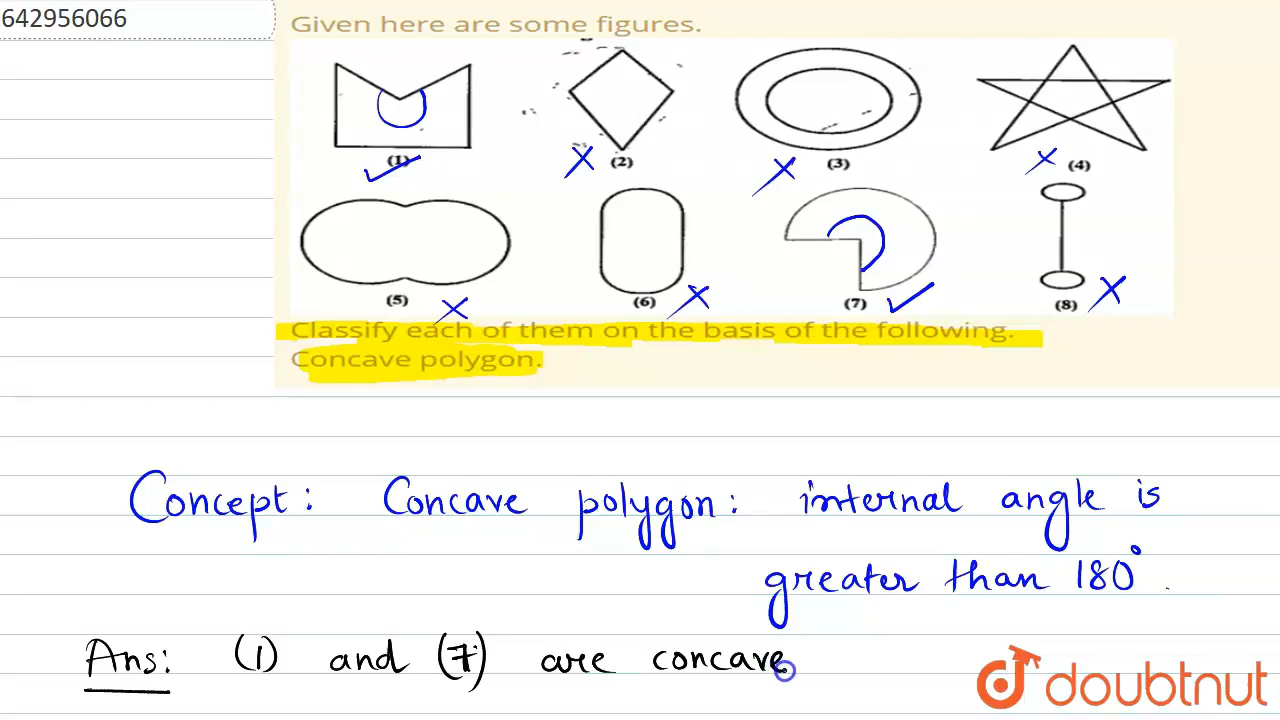 642956066
Given here are some figures.
(1)
(2)
(3)
(4)
(5)
(6)
(7)
(8)
Classify each of them on the basis of the following.
Concave polygon.
Concept: Concave polygon: internal angle is
greater than 180°.
Ans: (1) and (7) are concave
doubtnut